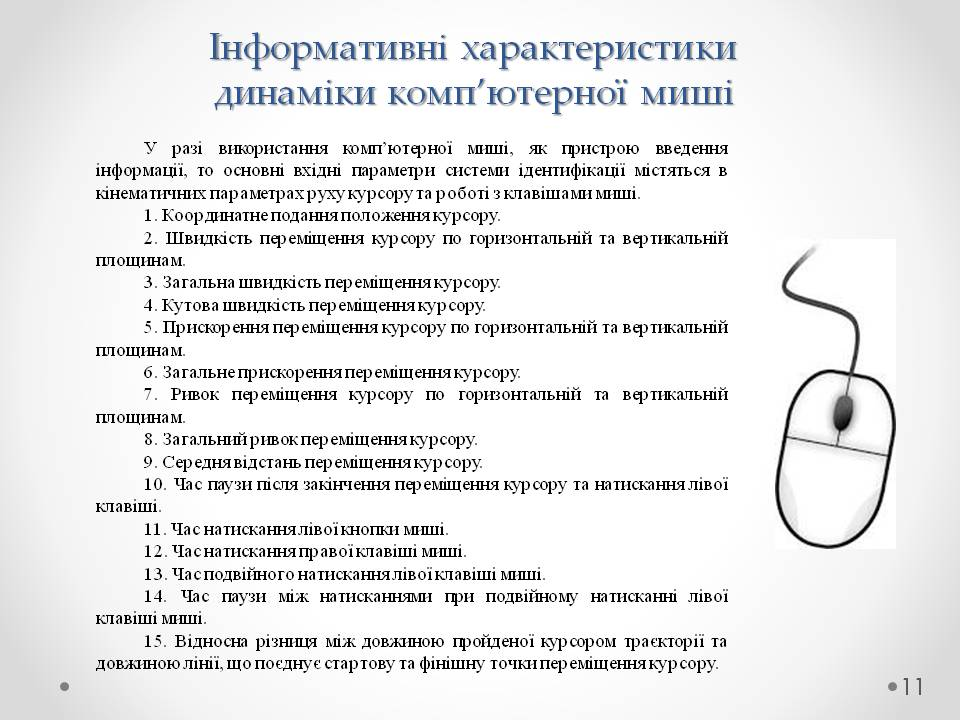 Інформативні характеристики
динаміки комп’ютерної миші
У разі використання комп’ютерної миші, як пристрою введення
інформації, то основні вхідні параметри системи ідентифікації містяться в
кінематичних параметрах руху курсору та роботі з клавішами миші.
1. Координатне подання положення курсору.
2. Швидкість переміщення курсору по горизонтальній та вертикальній
площинам.
3. Загальна швидкість переміщення курсору.
4. Кутова швидкість переміщення курсору.
5. Прискорення переміщення курсору по горизонтальній та вертикальній
площинам.
6. Загальне прискорення переміщення курсору.
7. Ривок переміщення курсору по горизонтальній та вертикальній
площинам.
8. Загальний ривок переміщення курсору.
9. Середня відстань переміщення курсору.
10. Час паузи після закінчення переміщення курсору та натискання лівої
клавіші.
11. Час натискання лівої кнопки миші.
12. Час натискання правої клавіші миші.
13. Час подвійного натискання лівої клавіші миші.
14. Час паузи між натисканнями при подвійному натисканні лівої
клавіші миші.
15. Відносна різниця між довжиною пройденої курсором траєкторії та
довжиною лінії, що поєднує стартову та фінішну точки переміщення курсору.
11